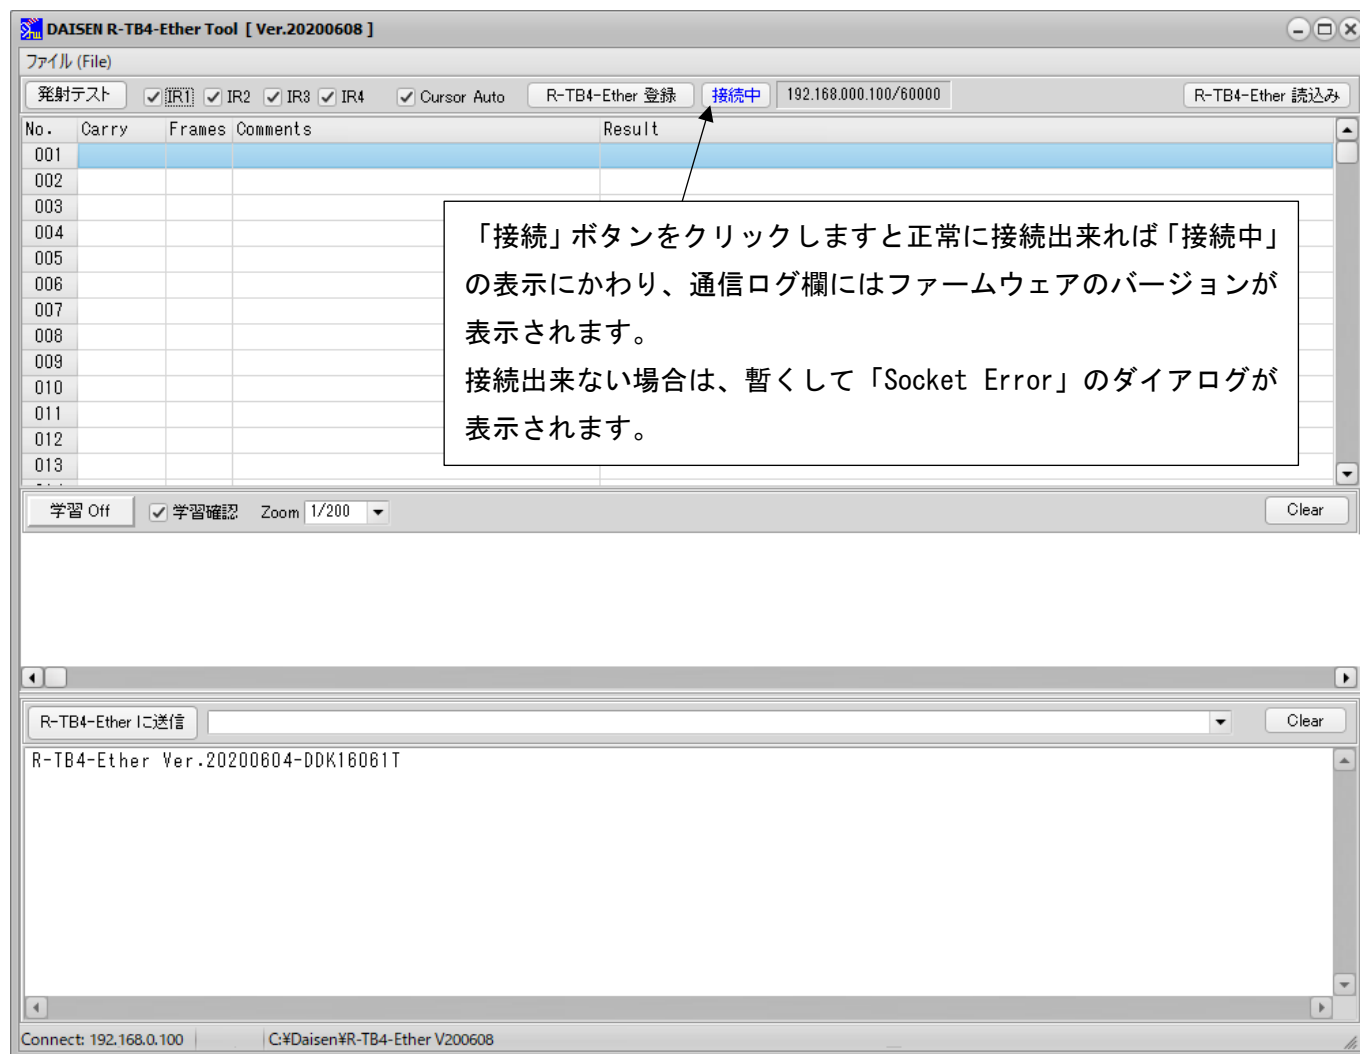 DAISEN R-TB4-Ether Tool [ Ver.20200608 ]
ファイル (File)
発射テスト IR1 IR2 IR3 IR4 Cursor Auto R-TB4-Ether 登録 接続中 192.168.000.100/60000 R-TB4-Ether 読込み
No. Carry Frames Comments Result
001
002
003
004
005
006
007
008
009
010
011
012
013
「接続」ボタンをクリックしますと正常に接続出来れば「接続中」
の表示にかわり、通信ログ欄にはファームウェアのバージョンが
表示されます。
接続出来ない場合は、暫くして「Socket Error」のダイアログが
表示されます。
学習 Off 学習確認 Zoom 1/200 Clear
R-TB4-Ether に送信 Clear
R-TB4-Ether Ver.20200604-DDK16061T
Connect: 192.168.0.100 C:¥Daisen¥R-TB4-Ether V200608